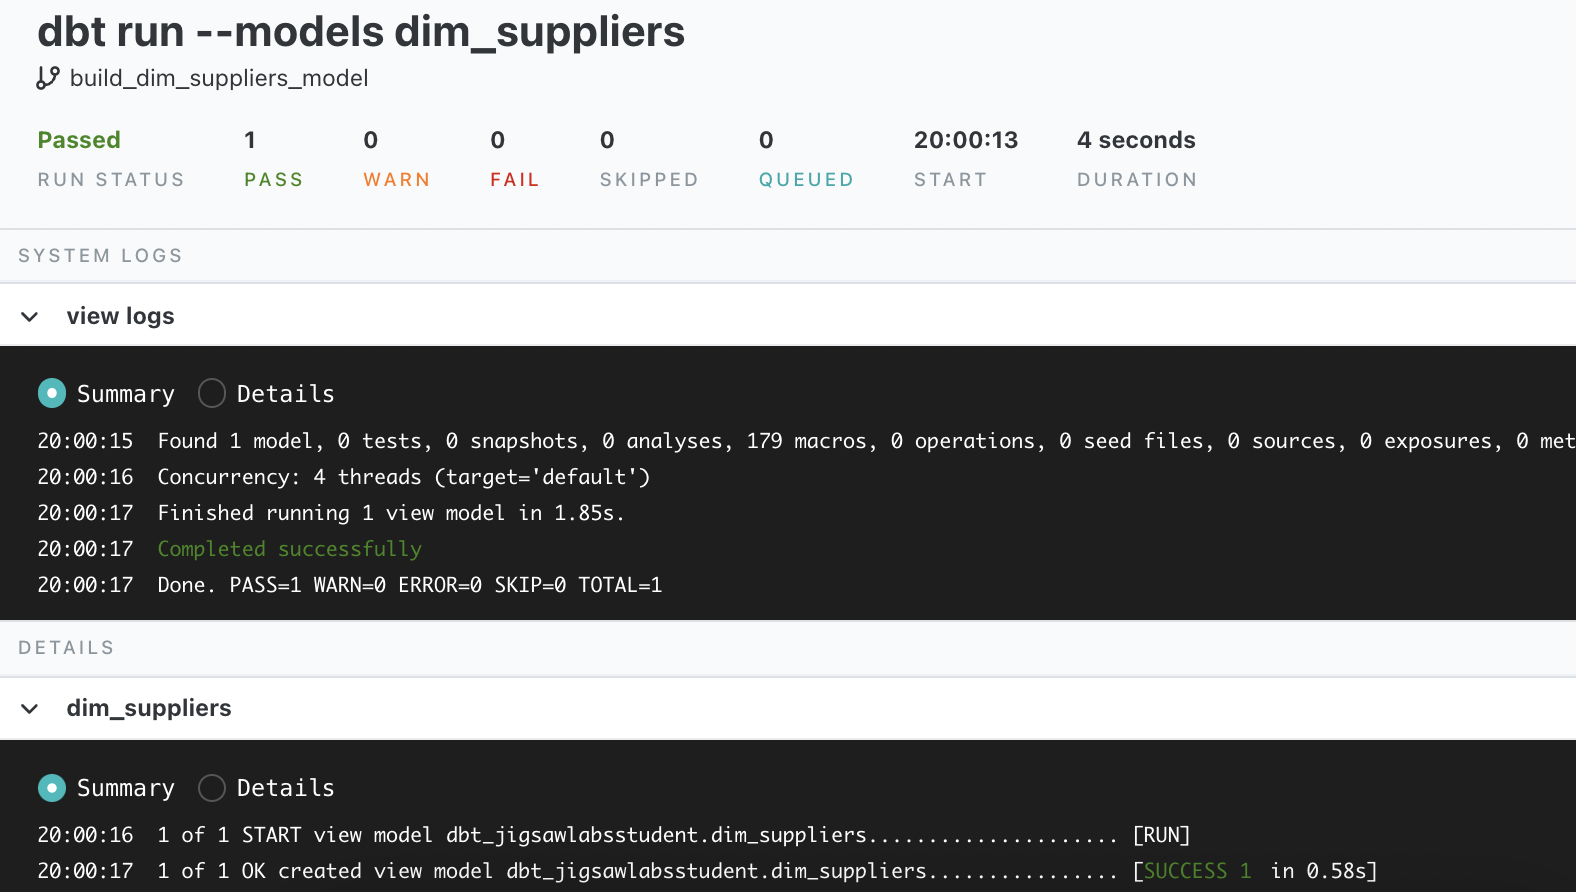 dbt run --models dim_suppliers
build_dim_suppliers_model
Passed 1 0 0 0 0 20:00:13 4 seconds
RUN STATUS PASS WARN FAIL SKIPPED QUEUED START DURATION
SYSTEM LOGS
view logs
Summary Details
20:00:15 Found 1 model, 0 tests, 0 snapshots, 0 analyses, 179 macros, 0 operations, 0 seed files, 0 sources, 0 exposures, 0 met
20:00:16 Concurrency: 4 threads (target='default')
20:00:17 Finished running 1 view model in 1.85s.
20:00:17 Completed successfully
20:00:17 Done. PASS=1 WARN=0 ERROR=0 SKIP=0 TOTAL=1
DETAILS
dim_suppliers
Summary Details
20:00:16 1 of 1 START view model dbt_jigsawlabsstudent.dim_suppliers..................... [RUN]
20:00:17 1 of 1 OK created view model dbt_jigsawlabsstudent.dim_suppliers................ [SUCCESS 1 in 0.58s]